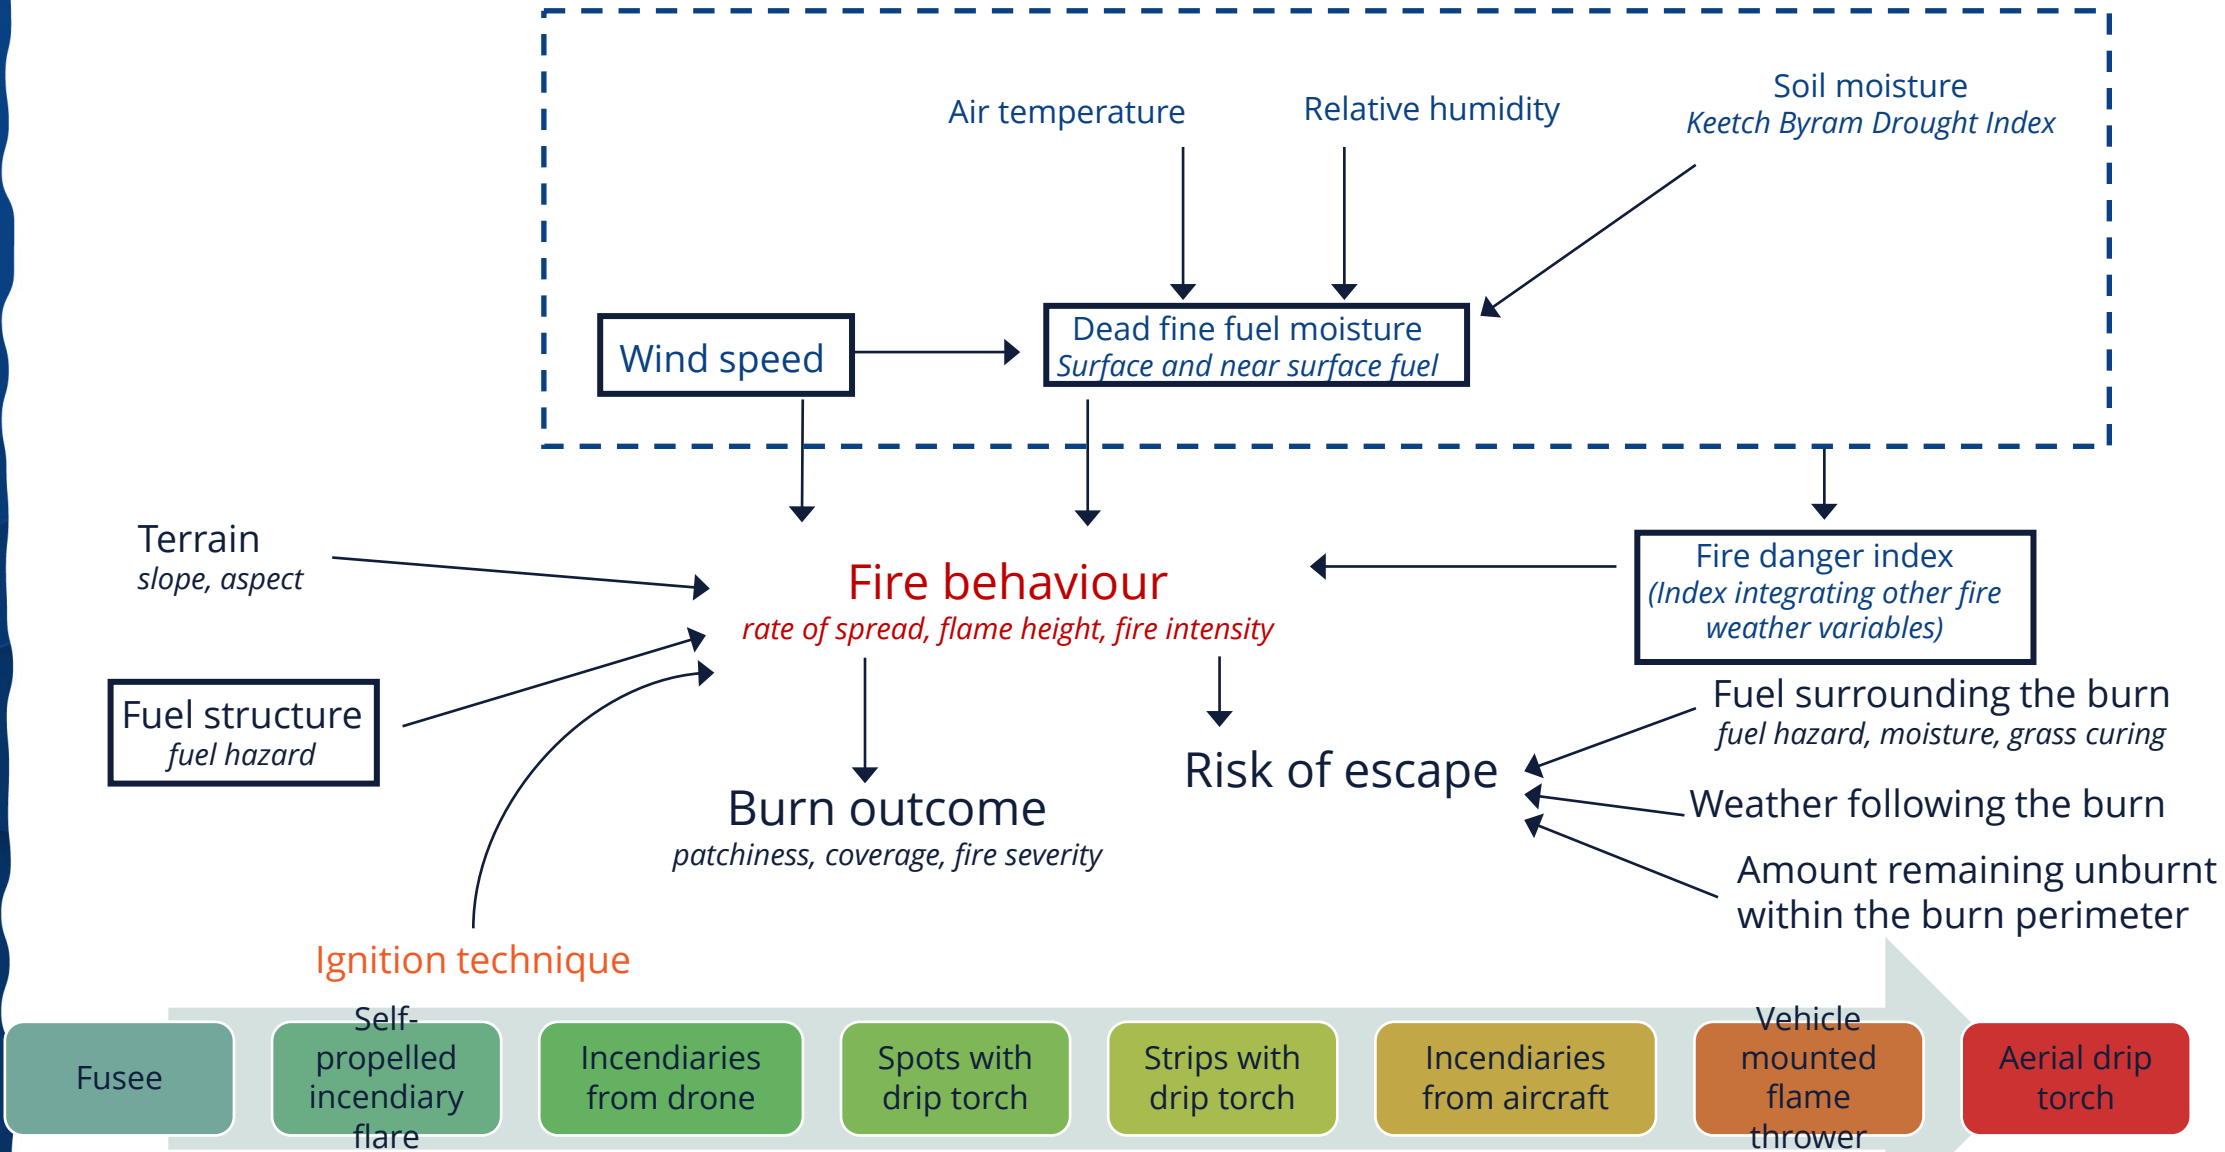 Air temperature
Relative humidity
Soil moisture
Keetch Byram Drought Index
Wind speed
Dead fine fuel moisture
Surface and near surface fuel
Terrain
slope, aspect
Fire behaviour
rate of spread, flame height, fire intensity
Fire danger index
(Index integrating other fire
weather variables)
Fuel structure
fuel hazard
Fuel surrounding the burn
fuel hazard, moisture, grass curing
Risk of escape
Burn outcome
patchiness, coverage, fire severity
Weather following the burn
Amount remaining unburnt
within the burn perimeter
Ignition technique
Fusee
Self-
propelled
incendiary
flare
Incendiaries
from drone
Spots with
drip torch
Strips with
drip torch
Incendiaries
from aircraft
Vehicle
mounted
flame
thrower
Aerial drip
torch